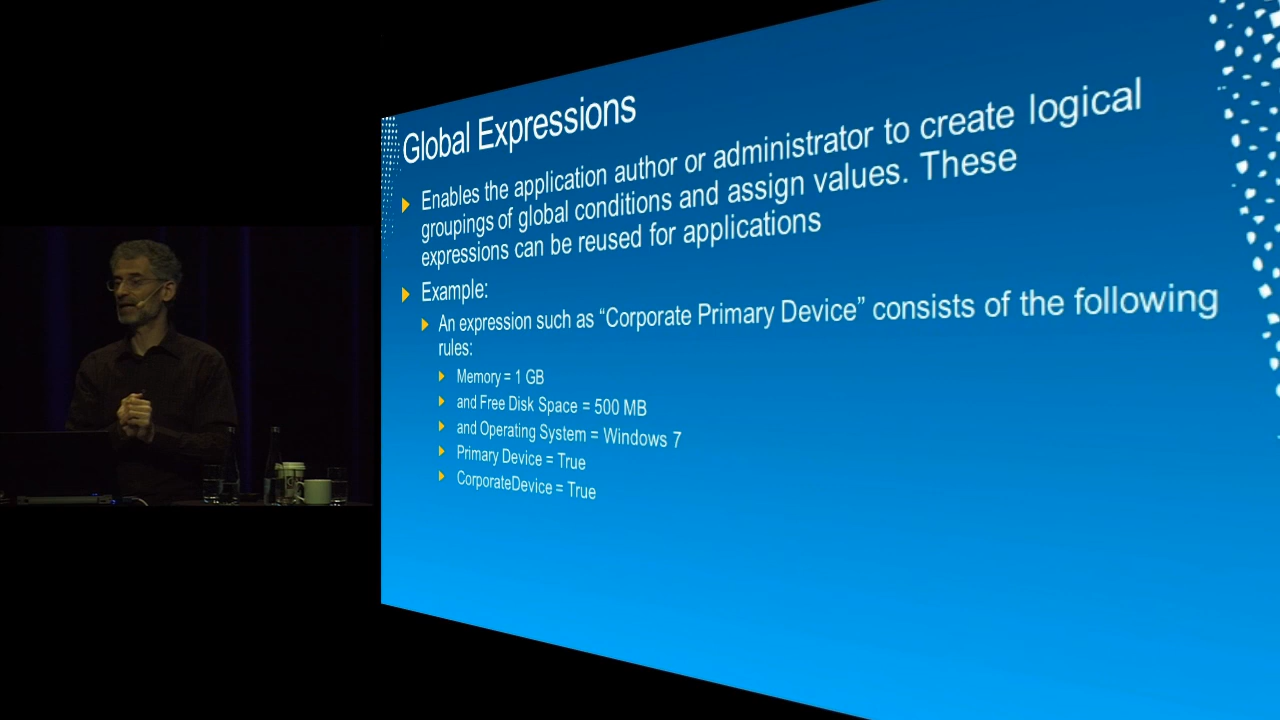 Global Expressions
Enables the application author or administrator to create logical
groupings of global conditions and assign values. These
expressions can be reused for applications
Example:
An expression such as “Corporate Primary Device” consists of the following
rules:
Memory = 1 GB
and Free Disk Space = 500 MB
and Operating System = Windows 7
Primary Device = True
CorporateDevice = True